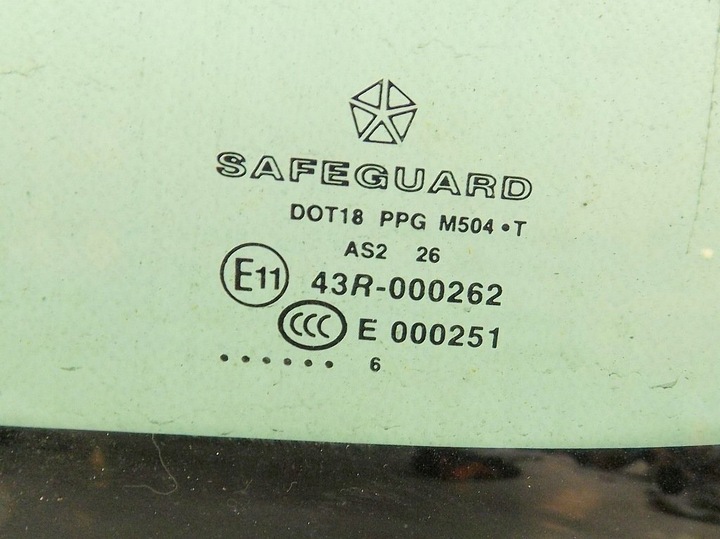 SAFEGUARD
DOT18 PPG M504•T
AS2 26
E11 43R-000262
CCC E 000251
•••••• 6